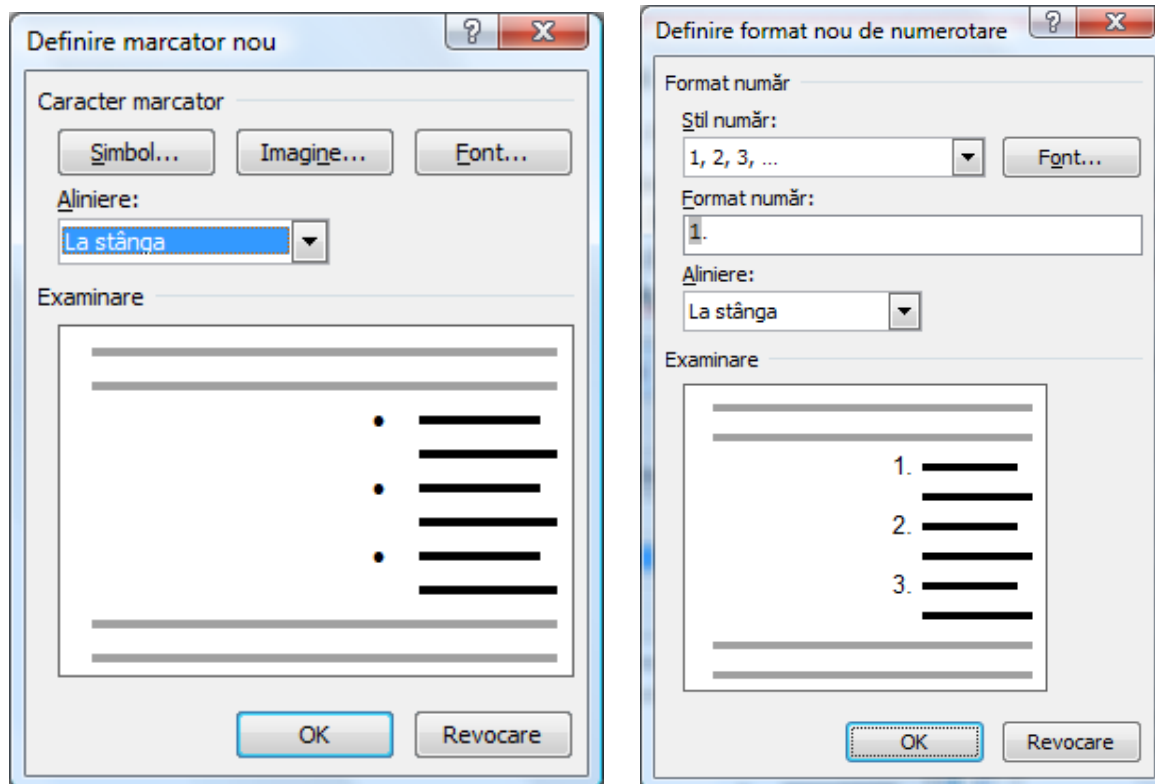 Definire marcator nou
Caracter marcator
Simbol... Imagine... Font...
Aliniere:
La stânga
Examinare
OK Revocare
Definire format nou de numerotare
Format număr
Stil număr:
1, 2, 3, ... Font...
Format număr:
1.
Aliniere:
La stânga
Examinare
1.
2.
3.
OK Revocare